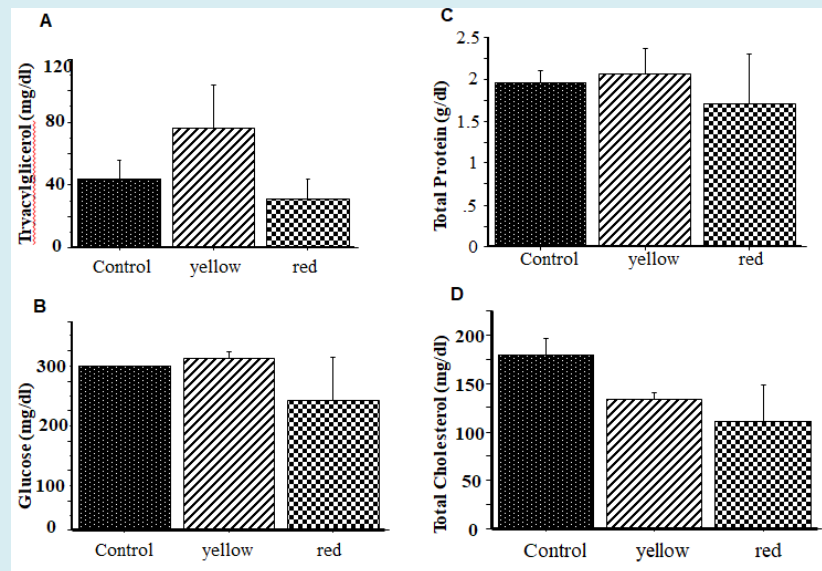 A
Tryacylglicerol (mg/dl)
120
80
40
0
Control yellow red
B
Glucose (mg/dl)
300
200
100
0
Control yellow red
C
Total Protein (g/dl)
2.5
2
1.5
1
.5
0
Control yellow red
D
Total Cholesterol (mg/dl)
200
150
100
50
0
Control yellow red